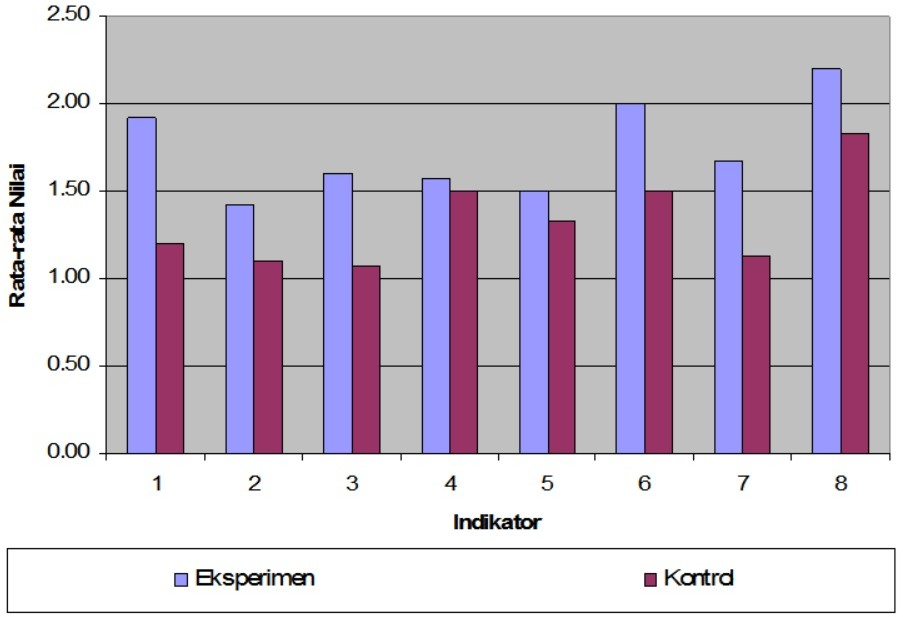 2.50
2.00
1.50
1.00
0.50
0.00
Rata-rata Nilai
1 2 3 4 5 6 7 8
Indikator
Eksperimen Kontrol